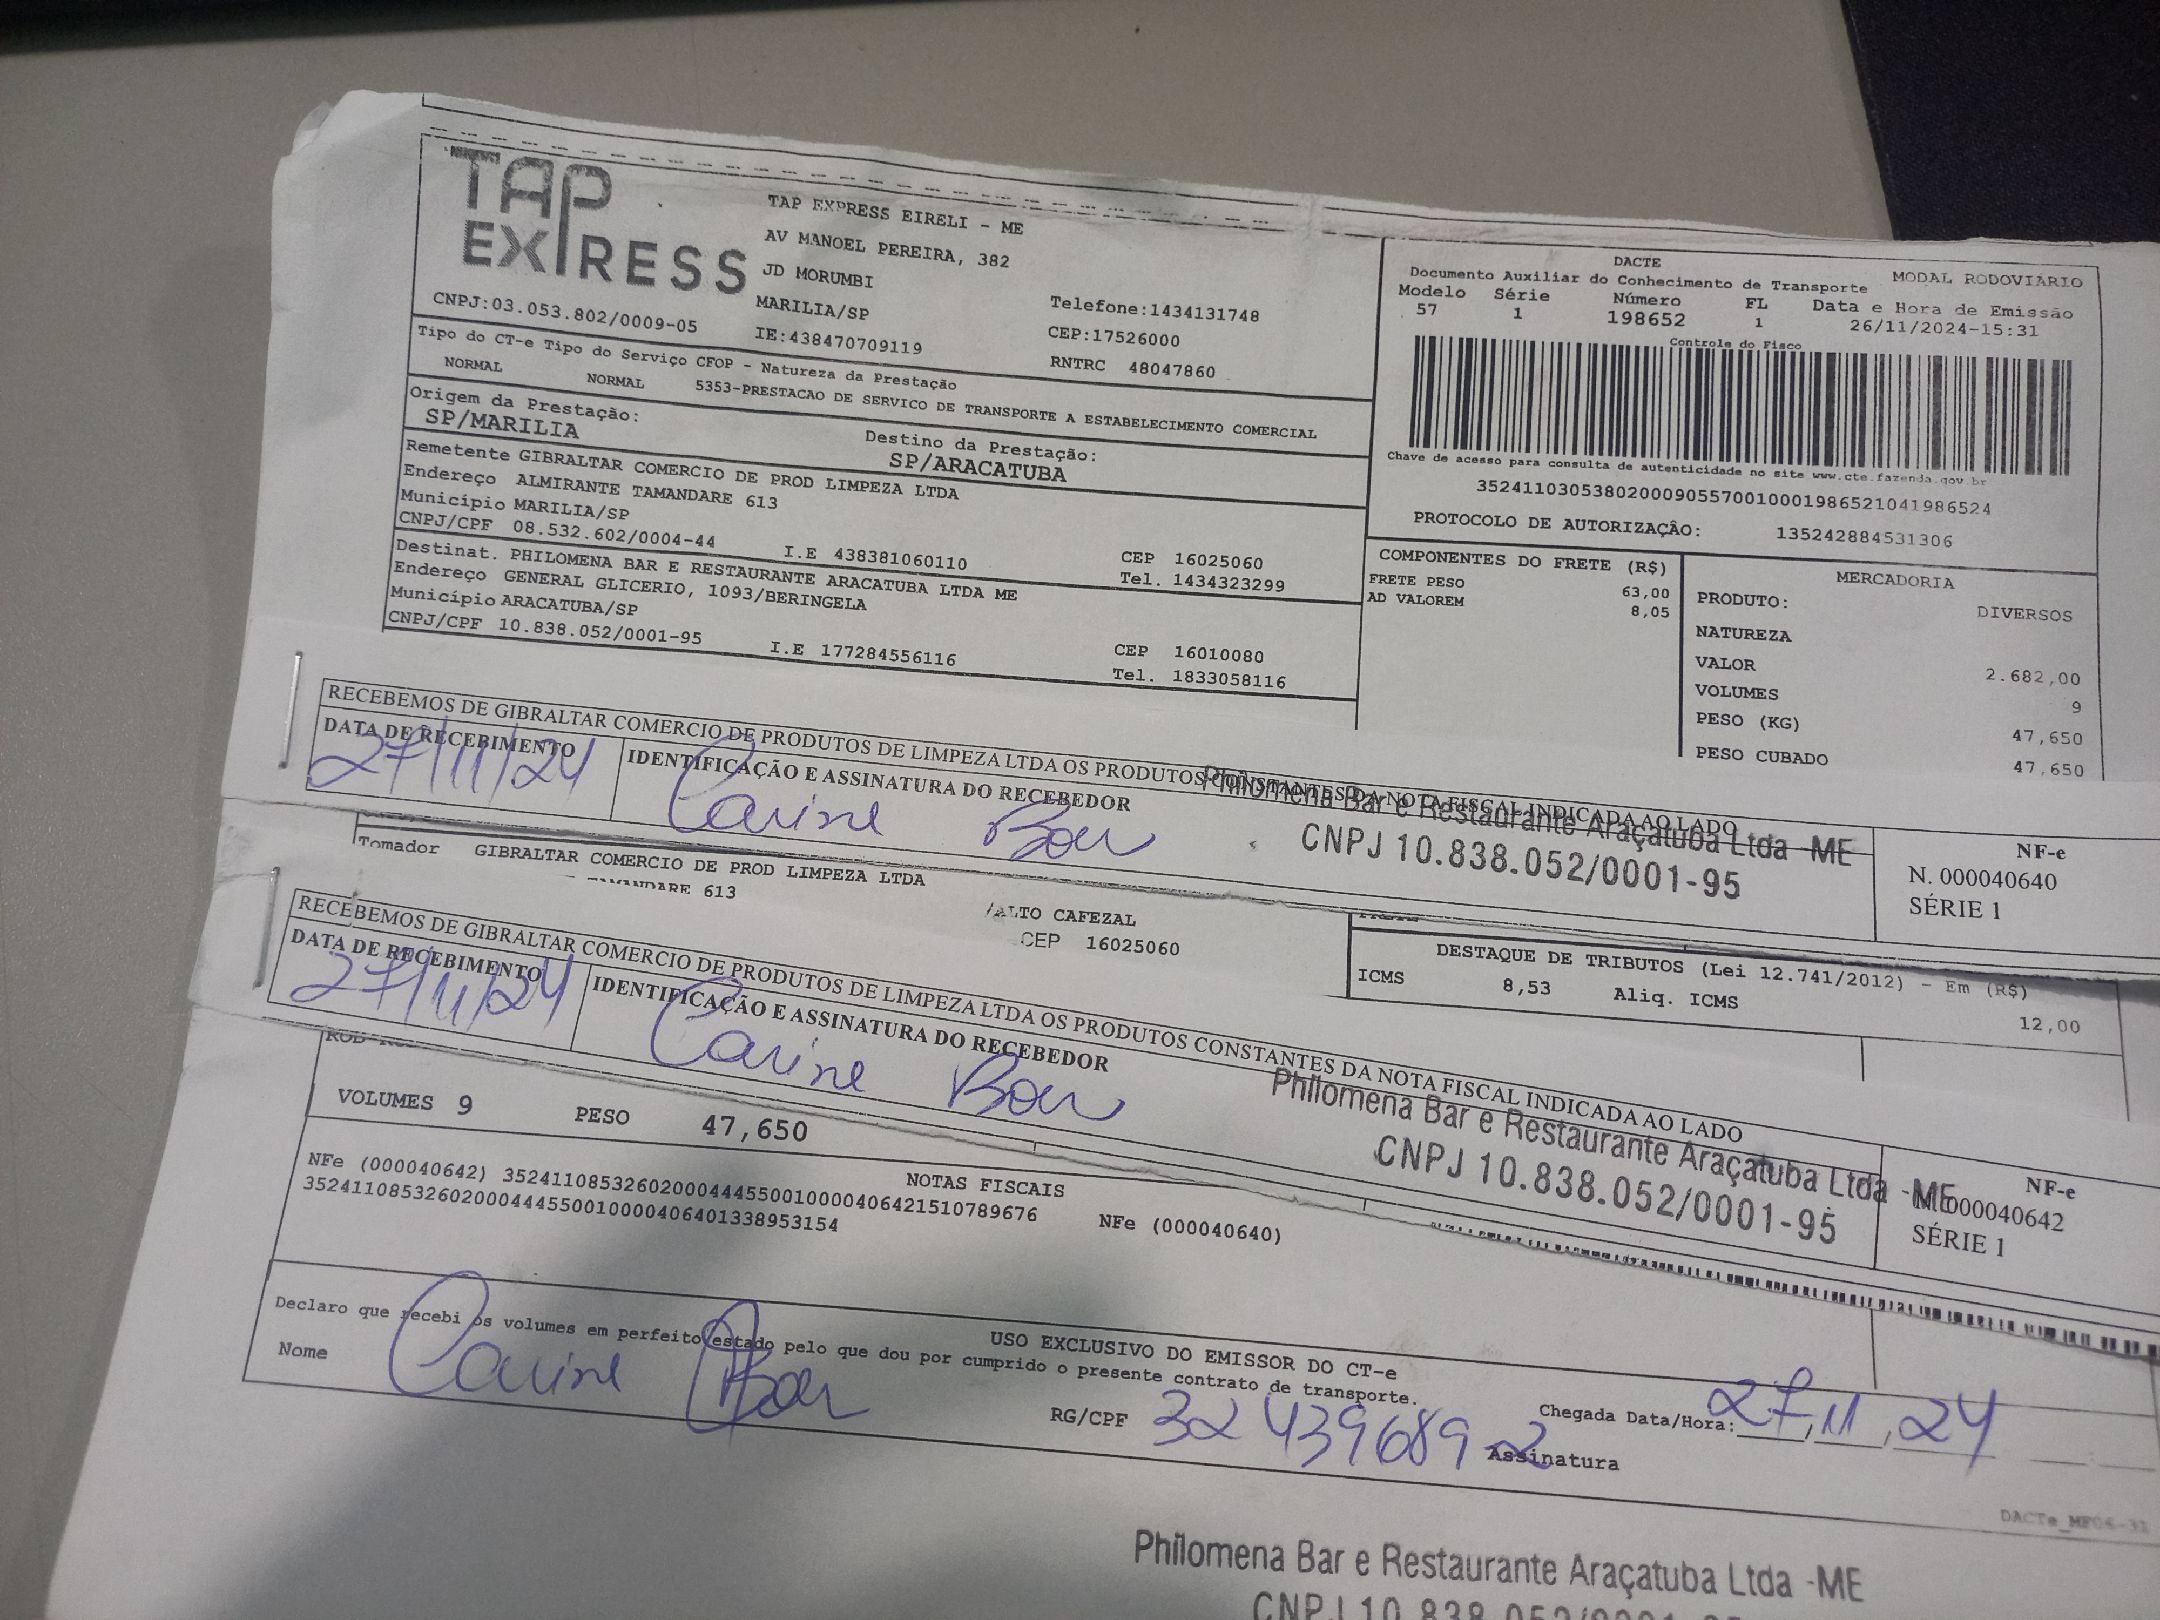 TAP
EXPRESS
TAP EXPRESS EIRELI - ME
AV MANOEL PEREIRA, 382
JD MORUMBI
MARILIA/SP
Telefone:1434131748
CNPJ:03.053.802/0009-05
IE:438470709119
CEP:17526000
RNTRC 48047860
DACTE
MODAL RODOVIÁRIO
Documento Auxiliar do Conhecimento de Transporte
Modelo Série Número FL Data e Hora de Emissão
57 1 198652 1 26/11/2024-15:31
Controle do Fisco
Chave de acesso para consulta de autenticidade no site www.cte.fazenda.gov.br
35241103053802000905570010001986521041986524
PROTOCOLO DE AUTORIZAÇÃO: 135242884531306
Tipo do CT-e Tipo do Serviço CFOP - Natureza da Prestação
NORMAL NORMAL 5353-PRESTACAO DE SERVICO DE TRANSPORTE A ESTABELECIMENTO COMERCIAL
Origem da Prestação:
SP/MARILIA
Destino da Prestação:
SP/ARACATUBA
Remetente GIBRALTAR COMERCIO DE PROD LIMPEZA LTDA
Endereço ALMIRANTE TAMANDARE 613
Município MARILIA/SP CEP 16025060
CNPJ/CPF 08.532.602/0004-44 I.E 438381060110 Tel. 1434323299
Destinat. PHILOMENA BAR E RESTAURANTE ARACATUBA LTDA ME
Endereço GENERAL GLICERIO, 1093/BERINGELA
Município ARACATUBA/SP CEP 16010080
CNPJ/CPF 10.838.052/0001-95 I.E 177284556116 Tel. 1833058116
COMPONENTES DO FRETE (R$)
FRETE PESO 63,00
AD VALOREM 8,05
MERCADORIA
PRODUTO: DIVERSOS
NATUREZA
VALOR 2.682,00
VOLUMES 9
PESO (KG) 47,650
PESO CUBADO 47,650
RECEBEMOS DE GIBRALTAR COMERCIO DE PRODUTOS DE LIMPEZA LTDA OS PRODUTOS CONSTANTES DA NOTA FISCAL INDICADA AO LADO
DATA DE RECEBIMENTO
27/11/24
IDENTIFICAÇÃO E ASSINATURA DO RECEBEDOR
Carine
Philomena Bar e Restaurante Araçatuba Ltda -ME
CNPJ 10.838.052/0001-95
NF-e
N. 000040640
SÉRIE 1
Tomador GIBRALTAR COMERCIO DE PROD LIMPEZA LTDA
TAMANDARE 613
/ALTO CAFEZAL
CEP 16025060
DESTAQUE DE TRIBUTOS (Lei 12.741/2012) - Em (R$)
ICMS 8,53 Aliq. ICMS 12,00
RECEBEMOS DE GIBRALTAR COMERCIO DE PRODUTOS DE LIMPEZA LTDA OS PRODUTOS CONSTANTES DA NOTA FISCAL INDICADA AO LADO
DATA DE RECEBIMENTO
27/11/24
IDENTIFICAÇÃO E ASSINATURA DO RECEBEDOR
Carine
Philomena Bar e Restaurante Araçatuba Ltda -ME
CNPJ 10.838.052/0001-95
NF-e
N. 000040642
SÉRIE 1
VOLUMES 9 PESO 47,650
NOTAS FISCAIS
NFe (000040642) 35241108532602000444550010000406421510789676 NFe (000040640)
35241108532602000444550010000406401338953154
USO EXCLUSIVO DO EMISSOR DO CT-e
Declaro que recebi os volumes em perfeito estado pelo que dou por cumprido o presente contrato de transporte.
Nome Carine
RG/CPF 32 439689 2
Chegada Data/Hora: 27, 11, 24
Assinatura
DACTe_MF06-31
Philomena Bar e Restaurante Araçatuba Ltda -ME